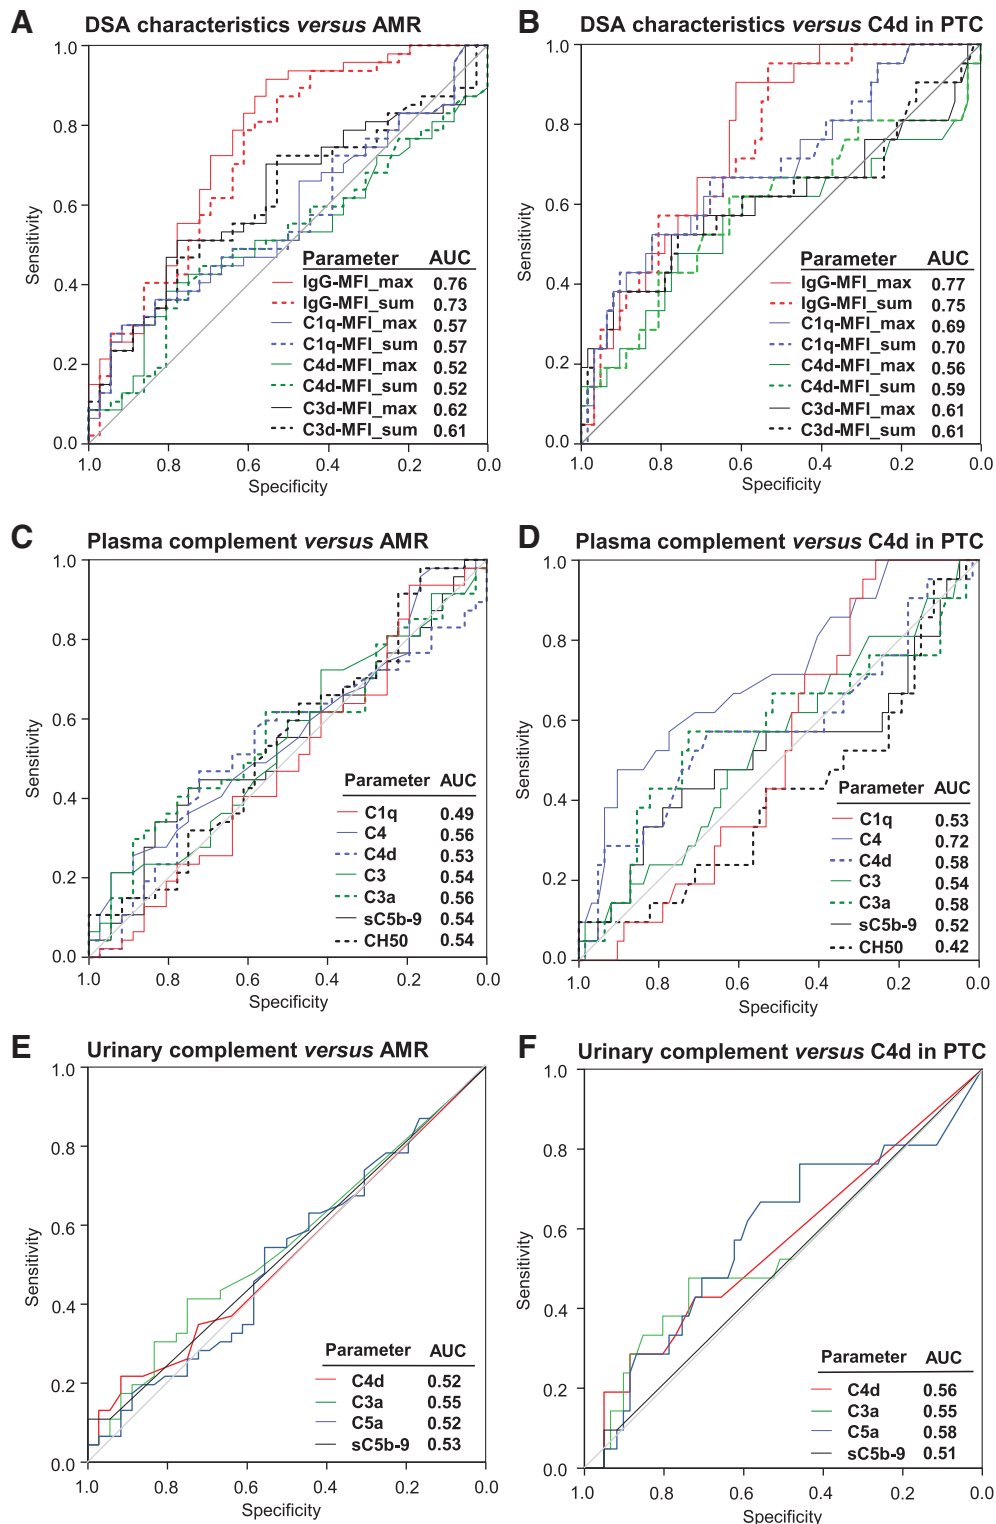 A DSA characteristics versus AMR
1.0
0.8
0.6
0.4
0.2
0.0
Sensitivity
Parameter AUC
IgG-MFI_max 0.76
IgG-MFI_sum 0.73
C1q-MFI_max 0.57
C1q-MFI_sum 0.57
C4d-MFI_max 0.52
C4d-MFI_sum 0.52
C3d-MFI_max 0.62
C3d-MFI_sum 0.61
1.0 0.8 0.6 0.4 0.2 0.0
Specificity
B DSA characteristics versus C4d in PTC
1.0
0.8
0.6
0.4
0.2
0.0
Sensitivity
Parameter AUC
IgG-MFI_max 0.77
IgG-MFI_sum 0.75
C1q-MFI_max 0.69
C1q-MFI_sum 0.70
C4d-MFI_max 0.56
C4d-MFI_sum 0.59
C3d-MFI_max 0.61
C3d-MFI_sum 0.61
1.0 0.8 0.6 0.4 0.2 0.0
Specificity
C Plasma complement versus AMR
1.0
0.8
0.6
0.4
0.2
0.0
Sensitivity
Parameter AUC
C1q 0.49
C4 0.56
C4d 0.53
C3 0.54
C3a 0.56
sC5b-9 0.54
CH50 0.54
1.0 0.8 0.6 0.4 0.2 0.0
Specificity
D Plasma complement versus C4d in PTC
1.0
0.8
0.6
0.4
0.2
0.0
Sensitivity
Parameter AUC
C1q 0.53
C4 0.72
C4d 0.58
C3 0.54
C3a 0.58
sC5b-9 0.52
CH50 0.42
1.0 0.8 0.6 0.4 0.2 0.0
Specificity
E Urinary complement versus AMR
1.0
0.8
0.6
0.4
0.2
0.0
Sensitivity
Parameter AUC
C4d 0.52
C3a 0.55
C5a 0.52
sC5b-9 0.53
1.0 0.8 0.6 0.4 0.2 0.0
Specificity
F Urinary complement versus C4d in PTC
1.0
0.8
0.6
0.4
0.2
0.0
Sensitivity
Parameter AUC
C4d 0.56
C3a 0.55
C5a 0.58
sC5b-9 0.51
1.0 0.8 0.6 0.4 0.2 0.0
Specificity